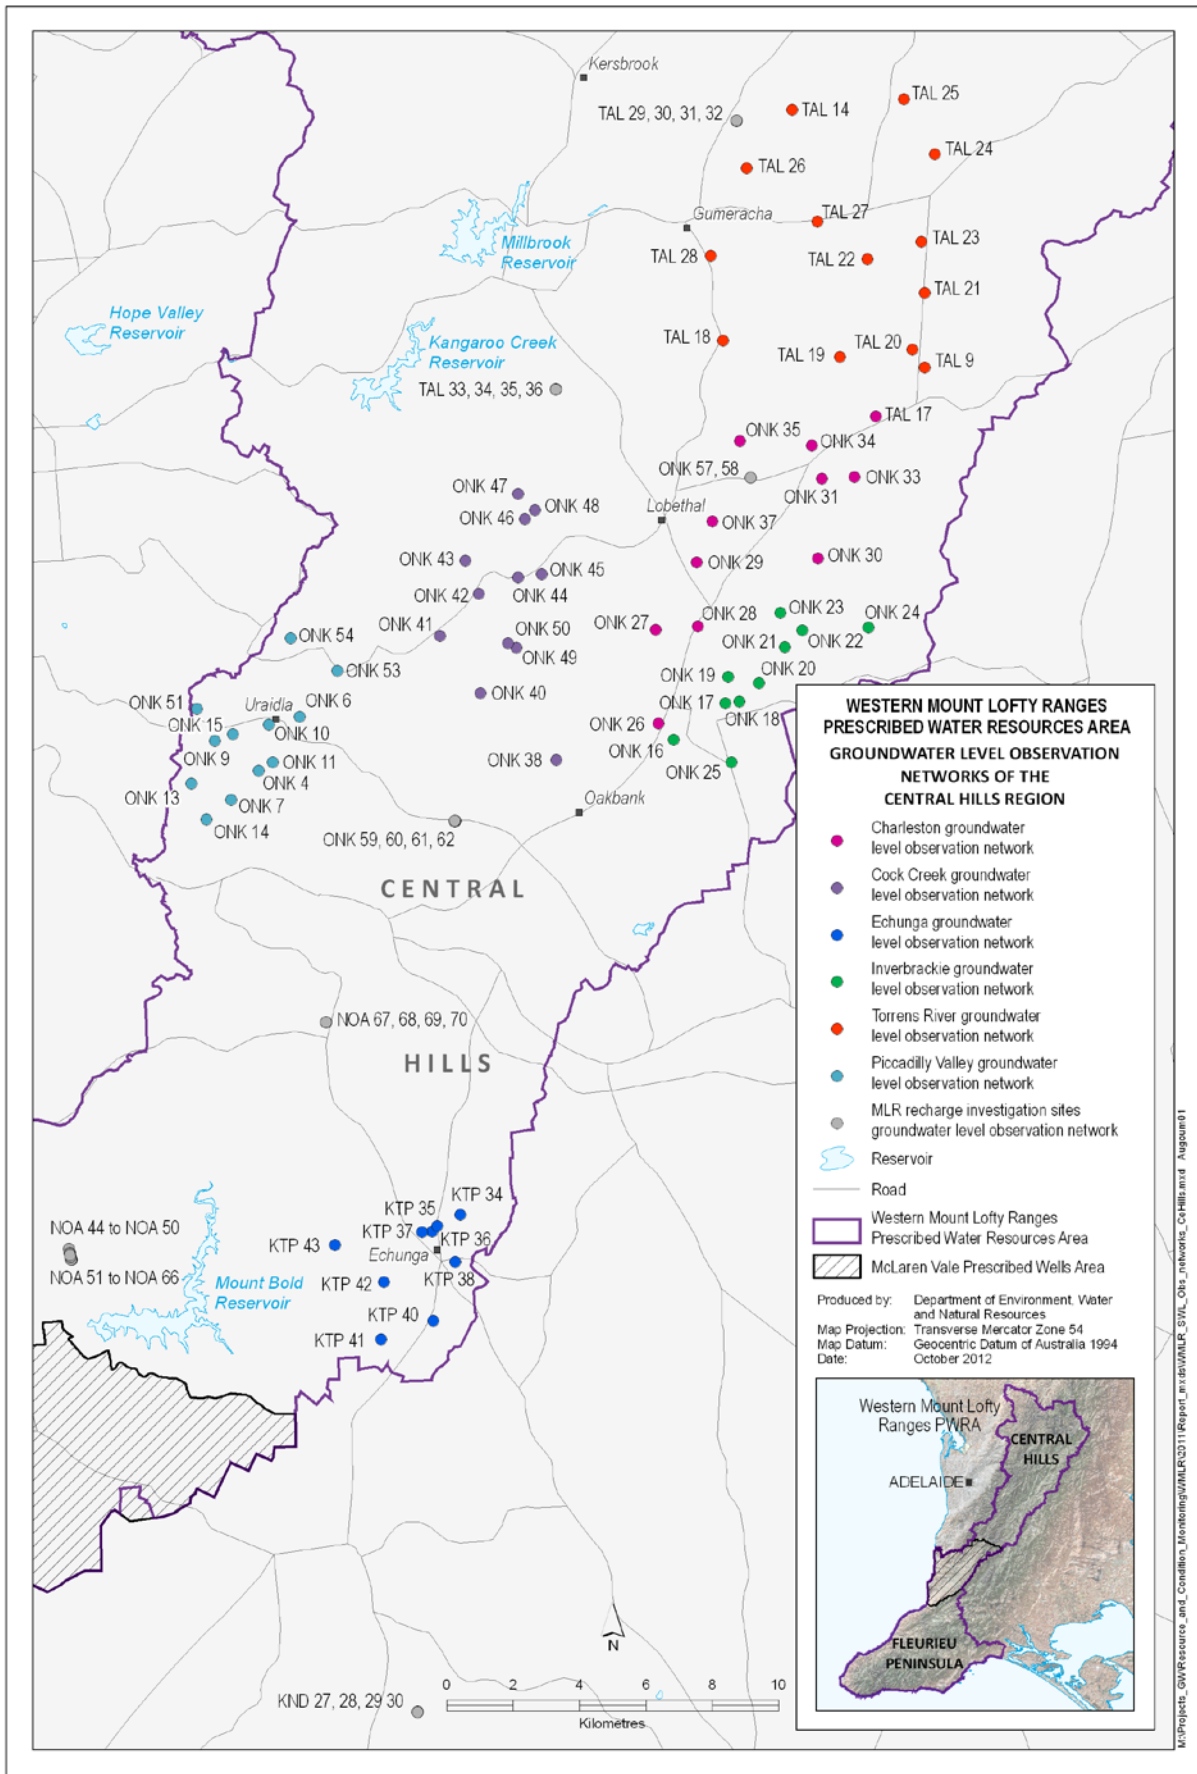 Kersbrook
TAL 25
TAL 29, 30, 31, 32
TAL 14
TAL 24
TAL 26
Gumeracha
TAL 27
TAL 23
Millbrook
Reservoir
TAL 28
TAL 22
TAL 21
Hope Valley
Reservoir
Kangaroo Creek
Reservoir
TAL 18
TAL 19
TAL 20
TAL 9
TAL 33, 34, 35, 36
TAL 17
ONK 35
ONK 34
ONK 57, 58
ONK 33
ONK 31
ONK 47
ONK 48
ONK 46
Lobethal
ONK 37
ONK 43
ONK 45
ONK 29
ONK 30
ONK 42
ONK 44
ONK 41
ONK 50
ONK 27
ONK 28
ONK 23
ONK 24
ONK 54
ONK 49
ONK 21
ONK 22
ONK 53
ONK 19
ONK 20
ONK 51
Uraidla
ONK 6
ONK 40
ONK 17
ONK 18
ONK 15
ONK 10
ONK 26
ONK 16
ONK 9
ONK 11
ONK 38
ONK 25
ONK 4
ONK 13
ONK 7
Oakbank
ONK 14
ONK 59, 60, 61, 62
CENTRAL
NOA 67, 68, 69, 70
HILLS
KTP 34
KTP 35
NOA 44 to NOA 50
KTP 37
KTP 36
KTP 43
Echunga
NOA 51 to NOA 66
Mount Bold
Reservoir
KTP 42
KTP 38
KTP 40
KTP 41
KND 27, 28, 29 30
N
0 2 4 6 8 10
Kilometres
WESTERN MOUNT LOFTY RANGES
PRESCRIBED WATER RESOURCES AREA
GROUNDWATER LEVEL OBSERVATION
NETWORKS OF THE
CENTRAL HILLS REGION
Charleston groundwater
level observation network
Cock Creek groundwater
level observation network
Echunga groundwater
level observation network
Inverbrackie groundwater
level observation network
Torrens River groundwater
level observation network
Piccadilly Valley groundwater
level observation network
MLR recharge investigation sites
groundwater level observation network
Reservoir
Road
Western Mount Lofty Ranges
Prescribed Water Resources Area
McLaren Vale Prescribed Wells Area
Produced by: Department of Environment, Water
and Natural Resources
Map Projection: Transverse Mercator Zone 54
Map Datum: Geocentric Datum of Australia 1994
Date: October 2012
Western Mount Lofty
Ranges PWRA
CENTRAL
HILLS
ADELAIDE
FLEURIEU
PENINSULA
M:\Projects_GW\Resource_and_Condition_Monitoring\WMLR\2011\Report_mxds\WMLR_SWL_Obs_networks_CeHills.mxd Augoum01